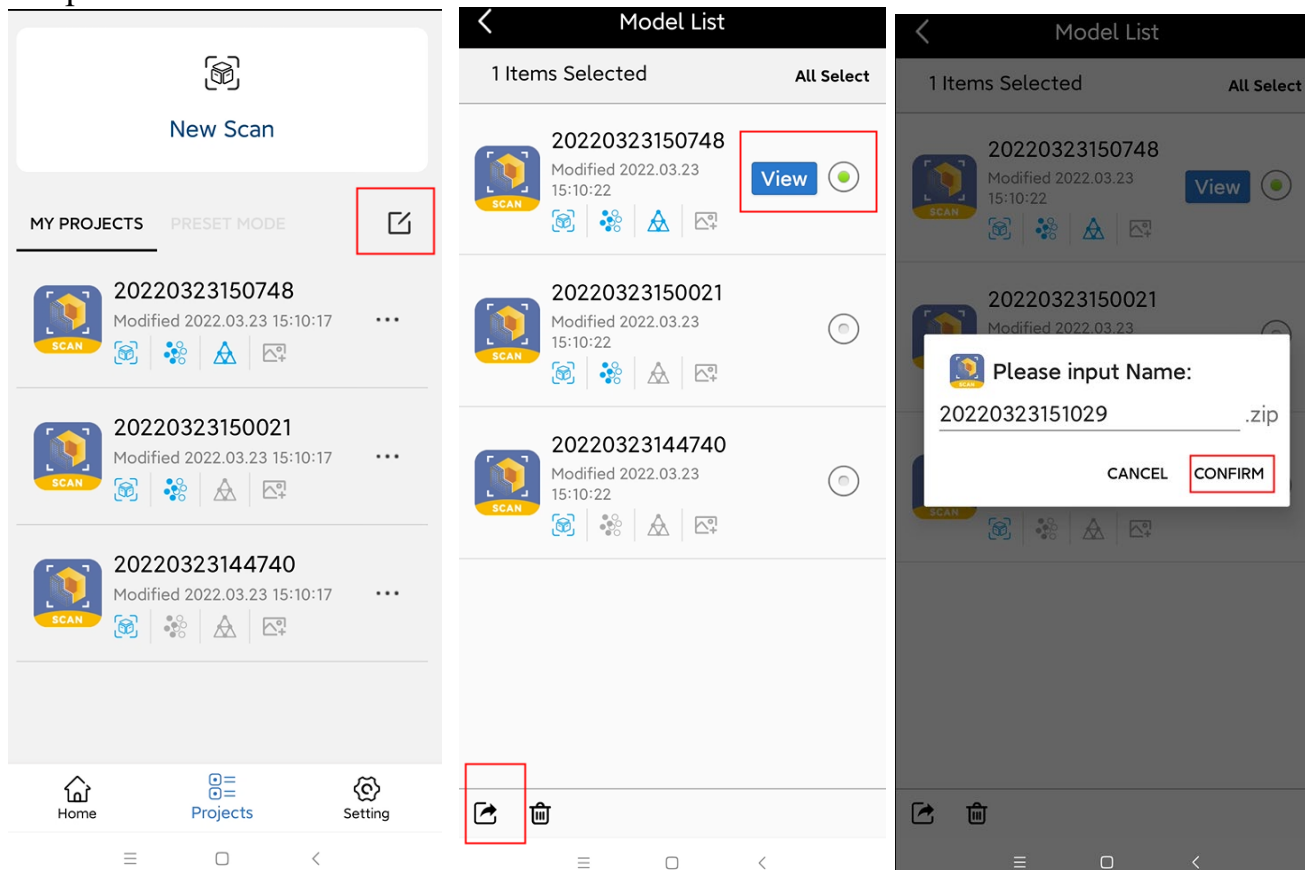 New Scan
MY PROJECTS PRESET MODE
20220323150748
Modified 2022.03.23 15:10:17
SCAN
20220323150021
Modified 2022.03.23 15:10:17
SCAN
20220323144740
Modified 2022.03.23 15:10:17
SCAN
Home Projects Setting
Model List
1 Items Selected All Select
20220323150748
Modified 2022.03.23
15:10:22
View
SCAN
20220323150021
Modified 2022.03.23
15:10:22
SCAN
20220323144740
Modified 2022.03.23
15:10:22
SCAN
Model List
1 Items Selected All Select
20220323150748
Modified 2022.03.23
15:10:22
View
SCAN
20220323150021
Modified 2022.03.23
Please input Name:
20220323151029 .zip
CANCEL CONFIRM
SCAN